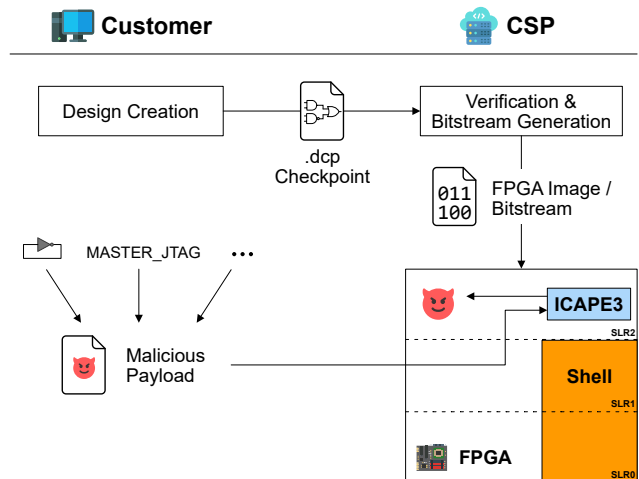 Customer
CSP
Design Creation
Verification &
Bitstream Generation
.dcp
Checkpoint
011
100
FPGA Image /
Bitstream
MASTER_JTAG
...
ICAPE3
SLR2
Malicious
Payload
Shell
SLR1
FPGA
SLR0